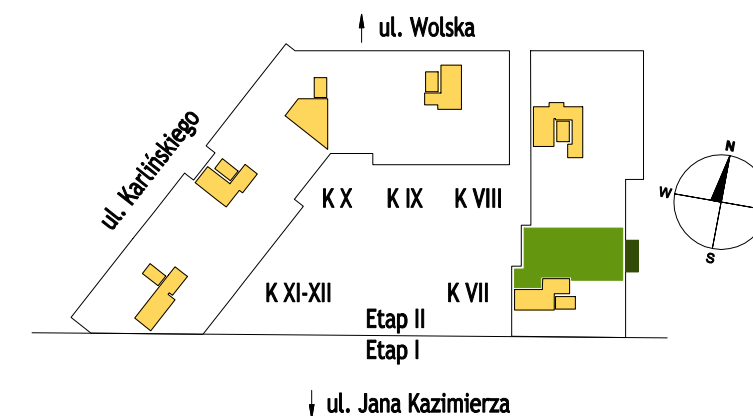 ul. Wolska
ul. Karlińskiego
N
W
S
K X K IX K VIII
K XI-XII K VII
Etap II
Etap I
ul. Jana Kazimierza